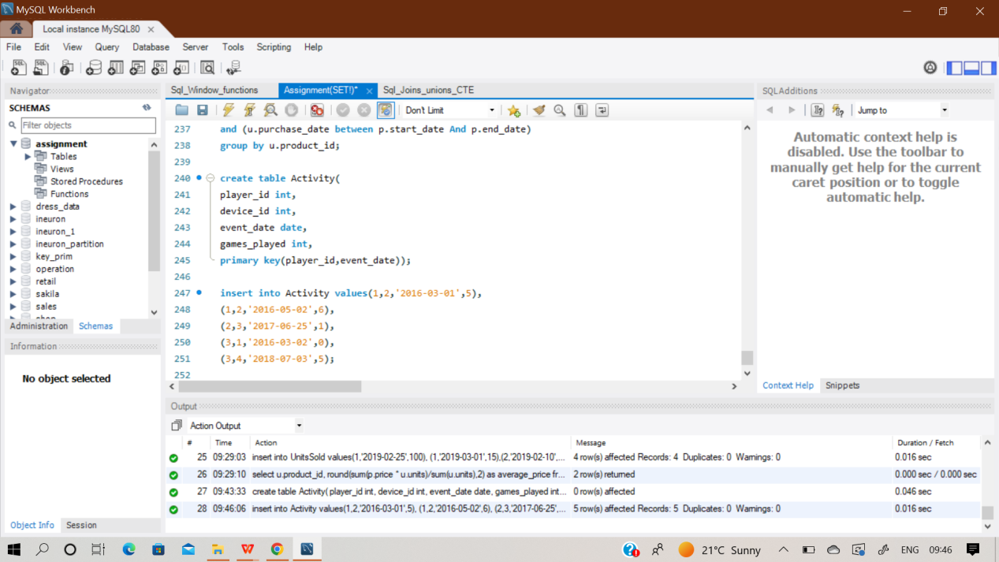 MySQL Workbench
Local instance MySQL80
File Edit View Query Database Server Tools Scripting Help
Navigator
SCHEMAS
Filter objects
assignment
Tables
Views
Stored Procedures
Functions
dress_data
ineuron
ineuron_1
ineuron_partition
key_prim
operation
retail
sakila
sales
Administration Schemas
Information
No object selected
Object Info Session
Sql_Window_functions Assignment(SET!)* Sql_Joins_unions_CTE
Don't Limit
237 and (u.purchase_date between p.start_date And p.end_date)
238 group by u.product_id;
239
240 create table Activity(
241 player_id int,
242 device_id int,
243 event_date date,
244 games_played int,
245 primary key(player_id,event_date));
246
247 insert into Activity values(1,2,'2016-03-01',5),
248 (1,2,'2016-05-02',6),
249 (2,3,'2017-06-25',1),
250 (3,1,'2016-03-02',0),
251 (3,4,'2018-07-03',5);
252
SQLAdditions
Jump to
Automatic context help is
disabled. Use the toolbar to
manually get help for the current
caret position or to toggle
automatic help.
Context Help Snippets
Output
Action Output
# Time Action Message Duration / Fetch
25 09:29:03 insert into UnitsSold values(1,'2019-02-25',100), (1,'2019-03-01',15),(2,'2019-02-10',... 4 row(s) affected Records: 4 Duplicates: 0 Warnings: 0 0.016 sec
26 09:29:10 select u.product_id, round(sum(p.price * u.units)/sum(u.units),2) as average_price fr... 2 row(s) returned 0.000 sec / 0.000 sec
27 09:43:33 create table Activity( player_id int, device_id int, event_date date, games_played int... 0 row(s) affected 0.046 sec
28 09:46:06 insert into Activity values(1,2,'2016-03-01',5), (1,2,'2016-05-02',6), (2,3,'2017-06-25',... 5 row(s) affected Records: 5 Duplicates: 0 Warnings: 0 0.016 sec
21°C Sunny ENG 09:46